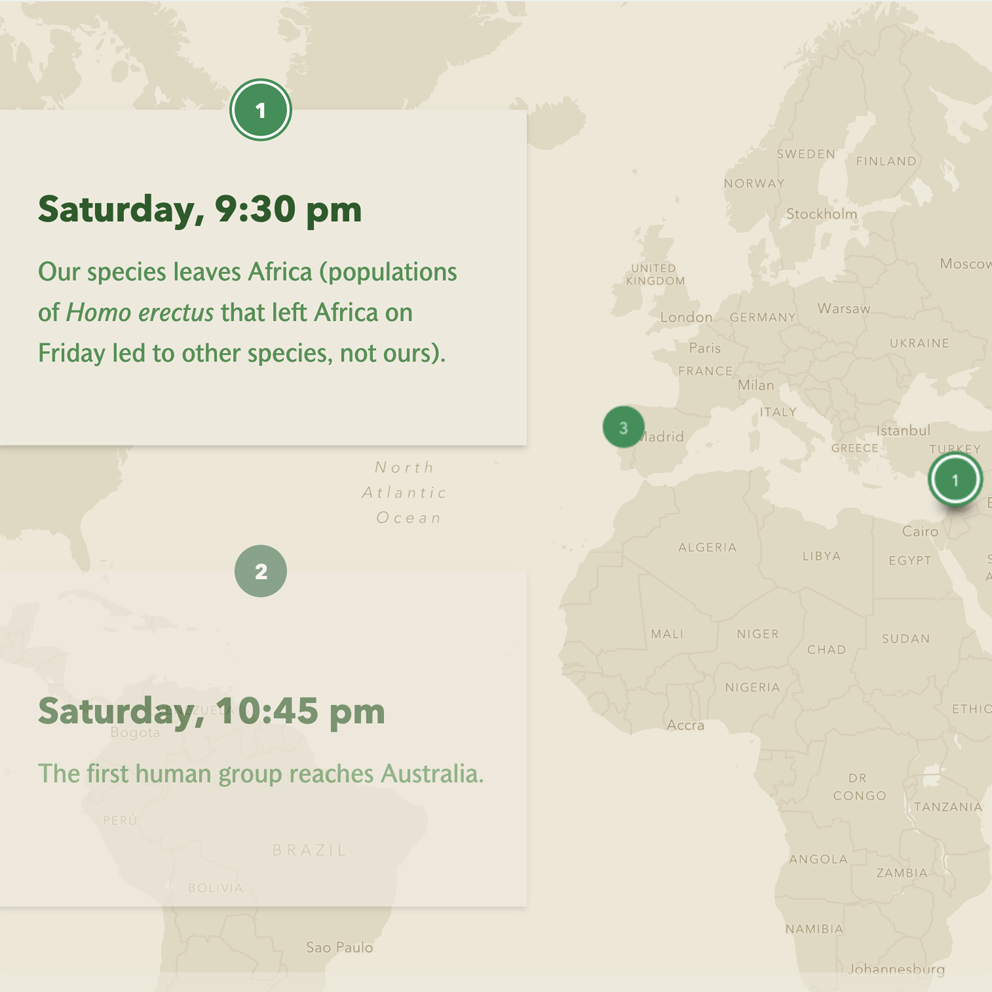 1
Saturday, 9:30 pm
Our species leaves Africa (populations
of Homo erectus that left Africa on
Friday led to other species, not ours).
2
Saturday, 10:45 pm
The first human group reaches Australia.
North
Atlantic
Ocean
Bogota
PERÚ
BRAZIL
BOLIVIA
Sao Paulo
SWEDEN
FINLAND
NORWAY
Stockholm
Moscow
UNITED
KINGDOM
London
GERMANY
Warsaw
UKRAINE
Paris
FRANCE
Milan
ITALY
3
Madrid
Istanbul
GREECE
TURKEY
1
Cairo
ALGERIA
LIBYA
EGYPT
MALI
NIGER
CHAD
SUDAN
NIGERIA
ETHIO
Accra
DR
CONGO
TANZANIA
ANGOLA
ZAMBIA
NAMIBIA
Johannesburg